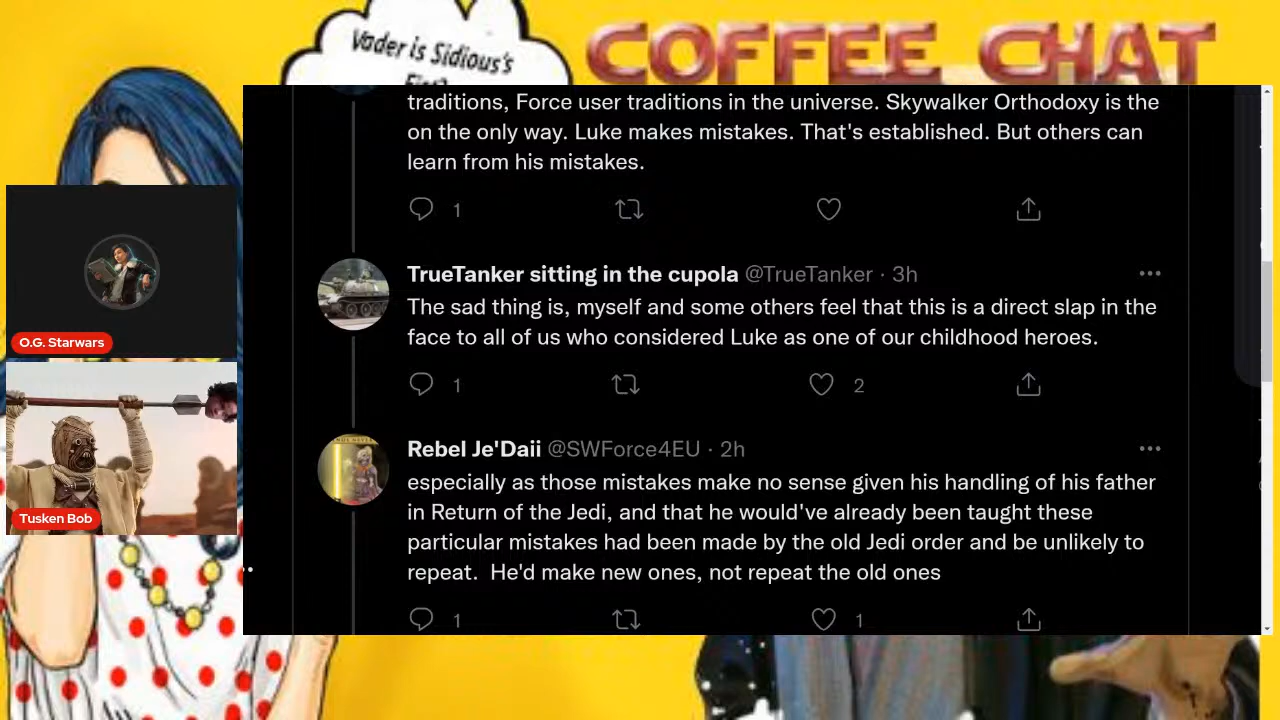 Vader is Sidious's
COFFEE CHAT
traditions, Force user traditions in the universe. Skywalker Orthodoxy is the
on the only way. Luke makes mistakes. That's established. But others can
learn from his mistakes.
1
TrueTanker sitting in the cupola @TrueTanker · 3h
The sad thing is, myself and some others feel that this is a direct slap in the
face to all of us who considered Luke as one of our childhood heroes.
1 2
O.G. Starwars
Rebel Je'Daii @SWForce4EU · 2h
especially as those mistakes make no sense given his handling of his father
in Return of the Jedi, and that he would've already been taught these
particular mistakes had been made by the old Jedi order and be unlikely to
repeat.  He'd make new ones, not repeat the old ones
1 1
Tusken Bob